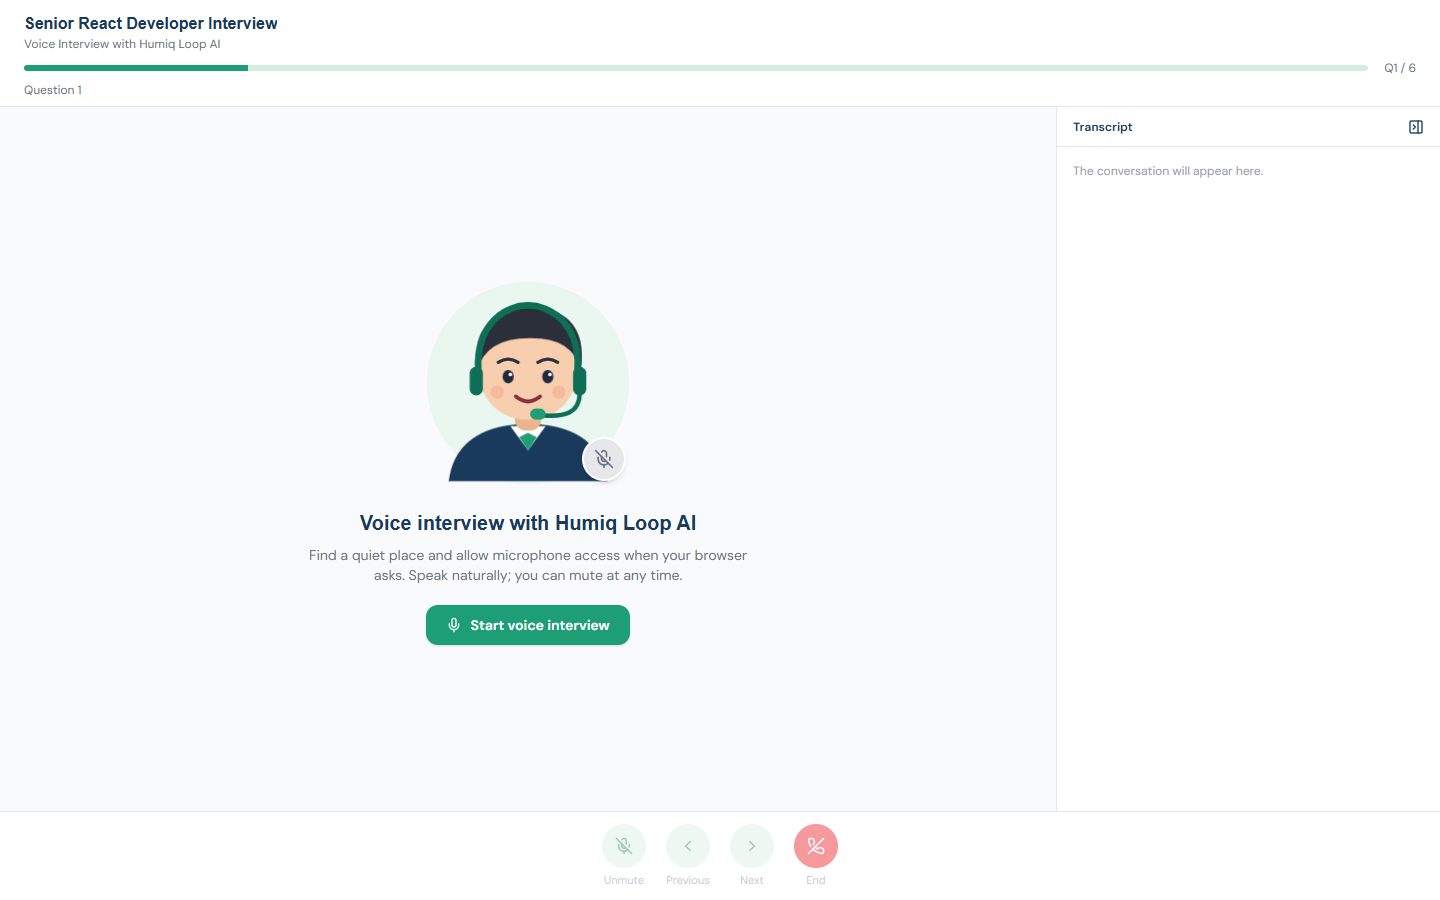 Senior React Developer Interview
Voice Interview with Humiq Loop AI
Q1 / 6
Question 1
Transcript
The conversation will appear here.
Voice interview with Humiq Loop AI
Find a quiet place and allow microphone access when your browser
asks. Speak naturally; you can mute at any time.
Start voice interview
Unmute
Previous
Next
End